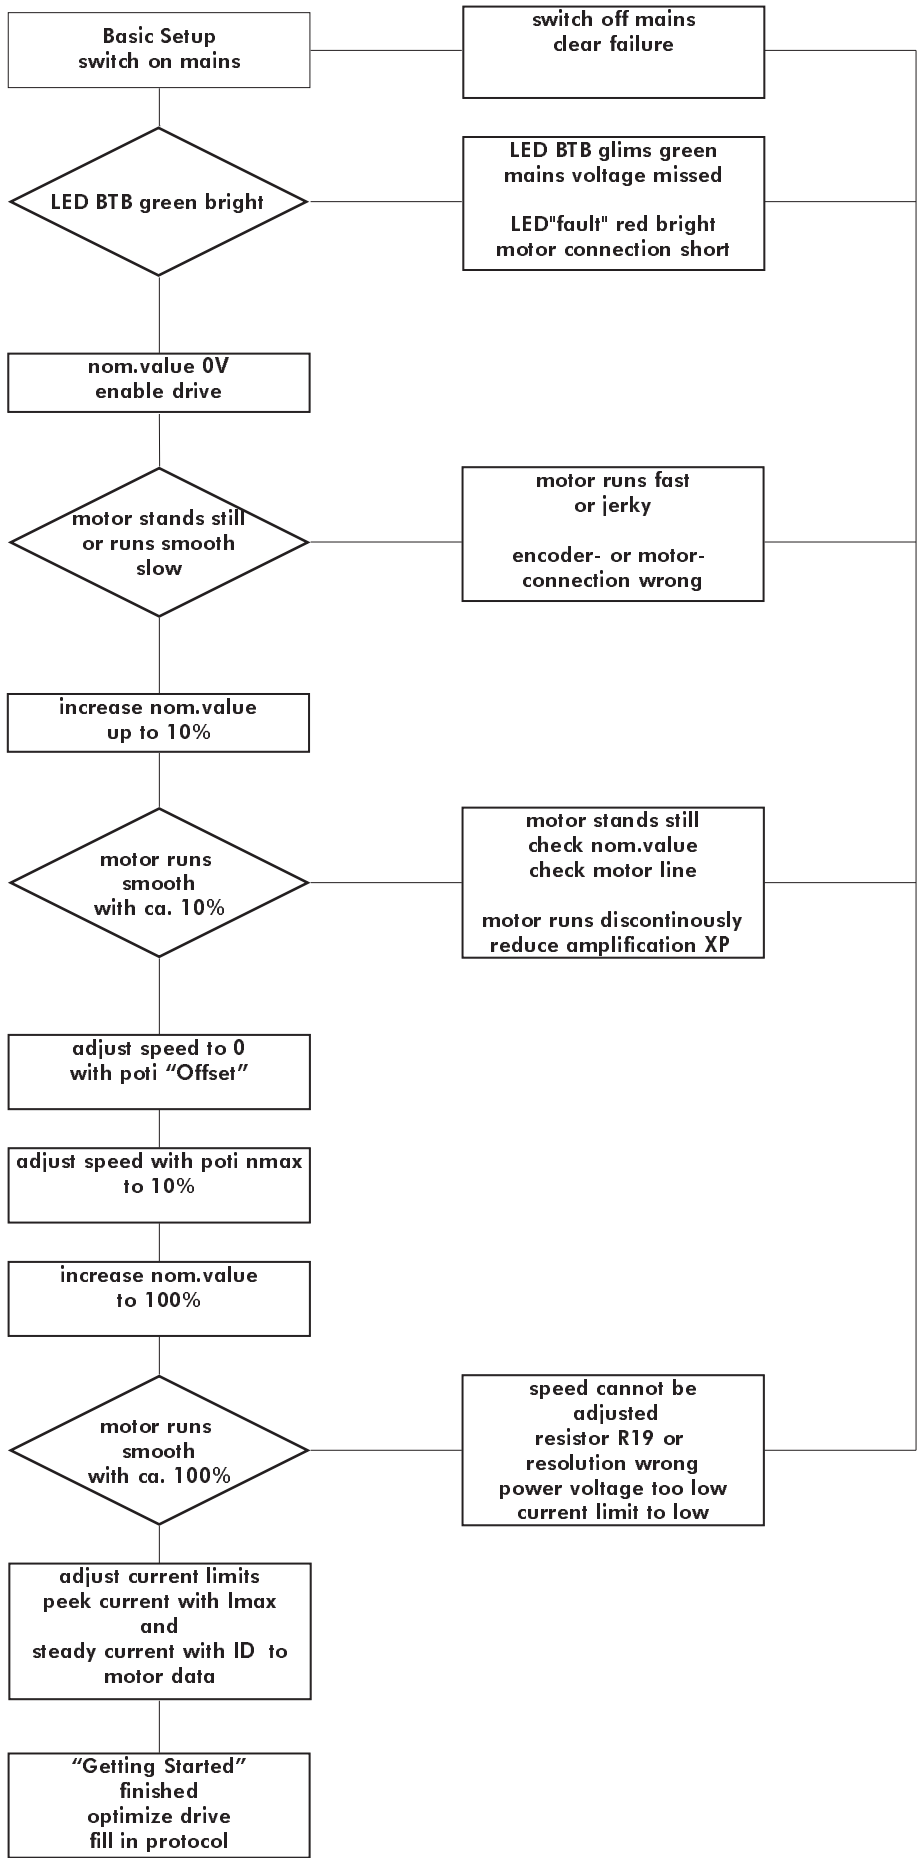 Basic Setup
switch on mains
switch off mains
clear failure
LED BTB green bright
LED BTB glims green
mains voltage missed
LED"fault" red bright
motor connection short
nom.value 0V
enable drive
motor stands still
or runs smooth
slow
motor runs fast
or jerky
encoder- or motor-
connection wrong
increase nom.value
up to 10%
motor runs
smooth
with ca. 10%
motor stands still
check nom.value
check motor line
motor runs discontinously
reduce amplification XP
adjust speed to 0
with poti “Offset”
adjust speed with poti nmax
to 10%
increase nom.value
to 100%
motor runs
smooth
with ca. 100%
speed cannot be
adjusted
resistor R19 or
resolution wrong
power voltage too low
current limit to low
adjust current limits
peek current with Imax
and
steady current with ID to
motor data
“Getting Started”
finished
optimize drive
fill in protocol